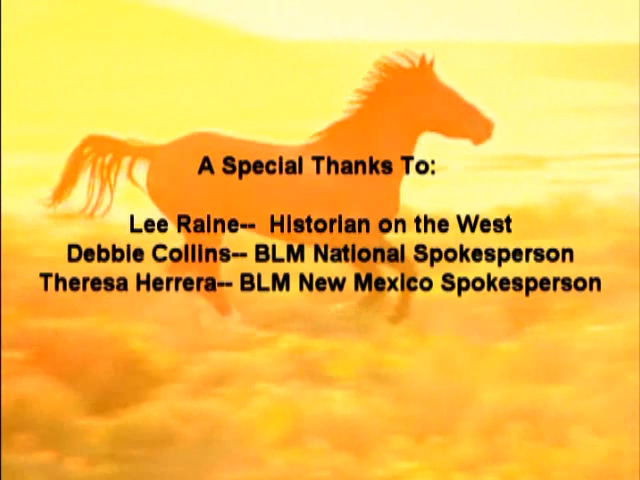 A Special Thanks To:
Lee Raine--  Historian on the West
Debbie Collins-- BLM National Spokesperson
Theresa Herrera-- BLM New Mexico Spokesperson